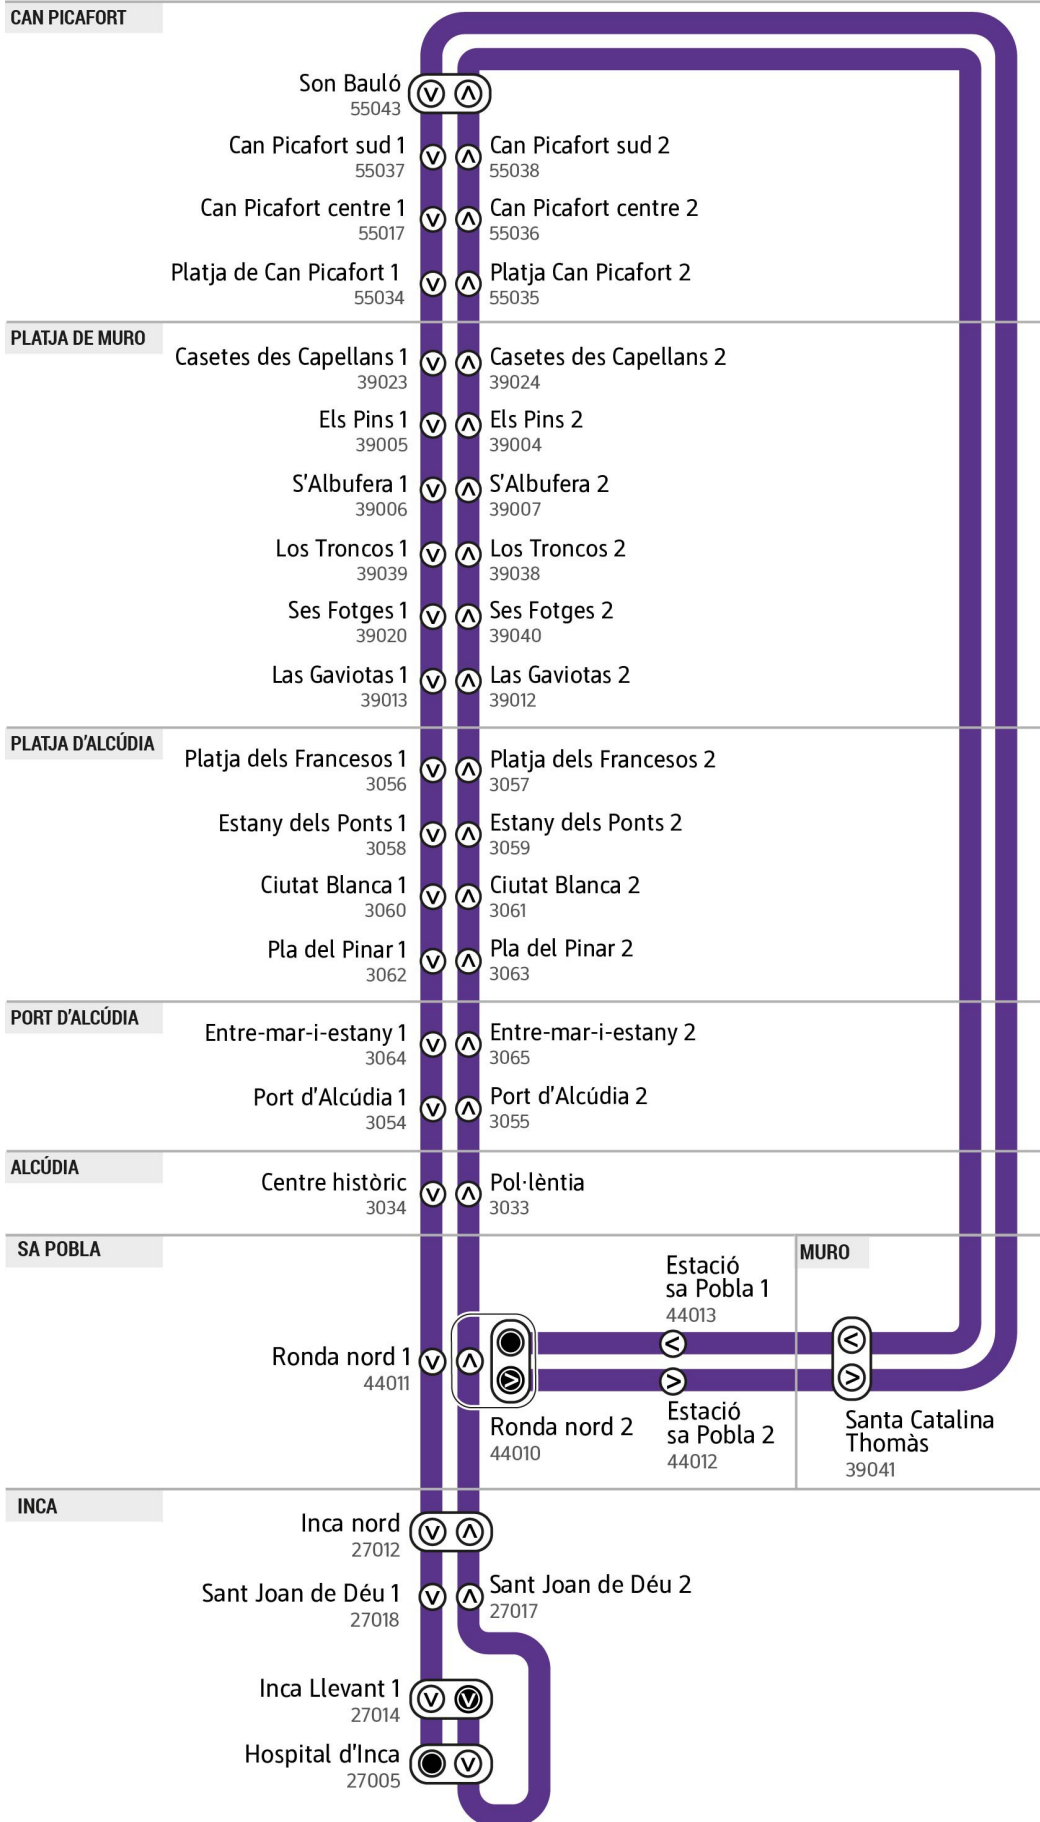 CAN PICAFORT
Son Bauló
55043
Can Picafort sud 1
55037
Can Picafort sud 2
55038
Can Picafort centre 1
55017
Can Picafort centre 2
55036
Platja de Can Picafort 1
55034
Platja Can Picafort 2
55035
PLATJA DE MURO
Casetes des Capellans 1
39023
Casetes des Capellans 2
39024
Els Pins 1
39005
Els Pins 2
39004
S'Albufera 1
39006
S'Albufera 2
39007
Los Troncos 1
39039
Los Troncos 2
39038
Ses Fotges 1
39020
Ses Fotges 2
39040
Las Gaviotas 1
39013
Las Gaviotas 2
39012
PLATJA D'ALCÚDIA
Platja dels Francesos 1
3056
Platja dels Francesos 2
3057
Estany dels Ponts 1
3058
Estany dels Ponts 2
3059
Ciutat Blanca 1
3060
Ciutat Blanca 2
3061
Pla del Pinar 1
3062
Pla del Pinar 2
3063
PORT D'ALCÚDIA
Entre-mar-i-estany 1
3064
Entre-mar-i-estany 2
3065
Port d'Alcúdia 1
3054
Port d'Alcúdia 2
3055
ALCÚDIA
Centre històric
3034
Pol·lèntia
3033
SA POBLA
MURO
Estació
sa Pobla 1
44013
Ronda nord 1
44011
Ronda nord 2
44010
Estació
sa Pobla 2
44012
Santa Catalina
Thomàs
39041
INCA
Inca nord
27012
Sant Joan de Déu 1
27018
Sant Joan de Déu 2
27017
Inca Llevant 1
27014
Hospital d'Inca
27005